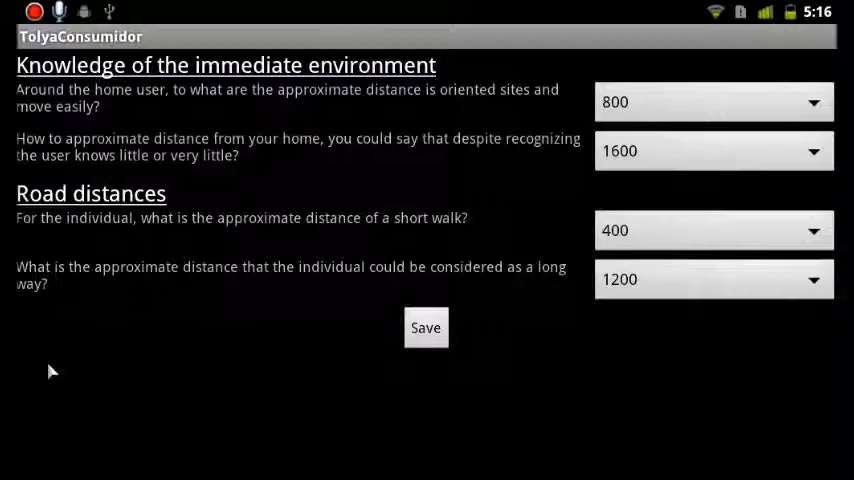 5:16
TolyaConsumidor
Knowledge of the immediate environment
Around the home user, to what are the approximate distance is oriented sites and
move easily?
800
How to approximate distance from your home, you could say that despite recognizing
the user knows little or very little?
1600
Road distances
For the individual, what is the approximate distance of a short walk?
400
What is the approximate distance that the individual could be considered as a long
way?
1200
Save